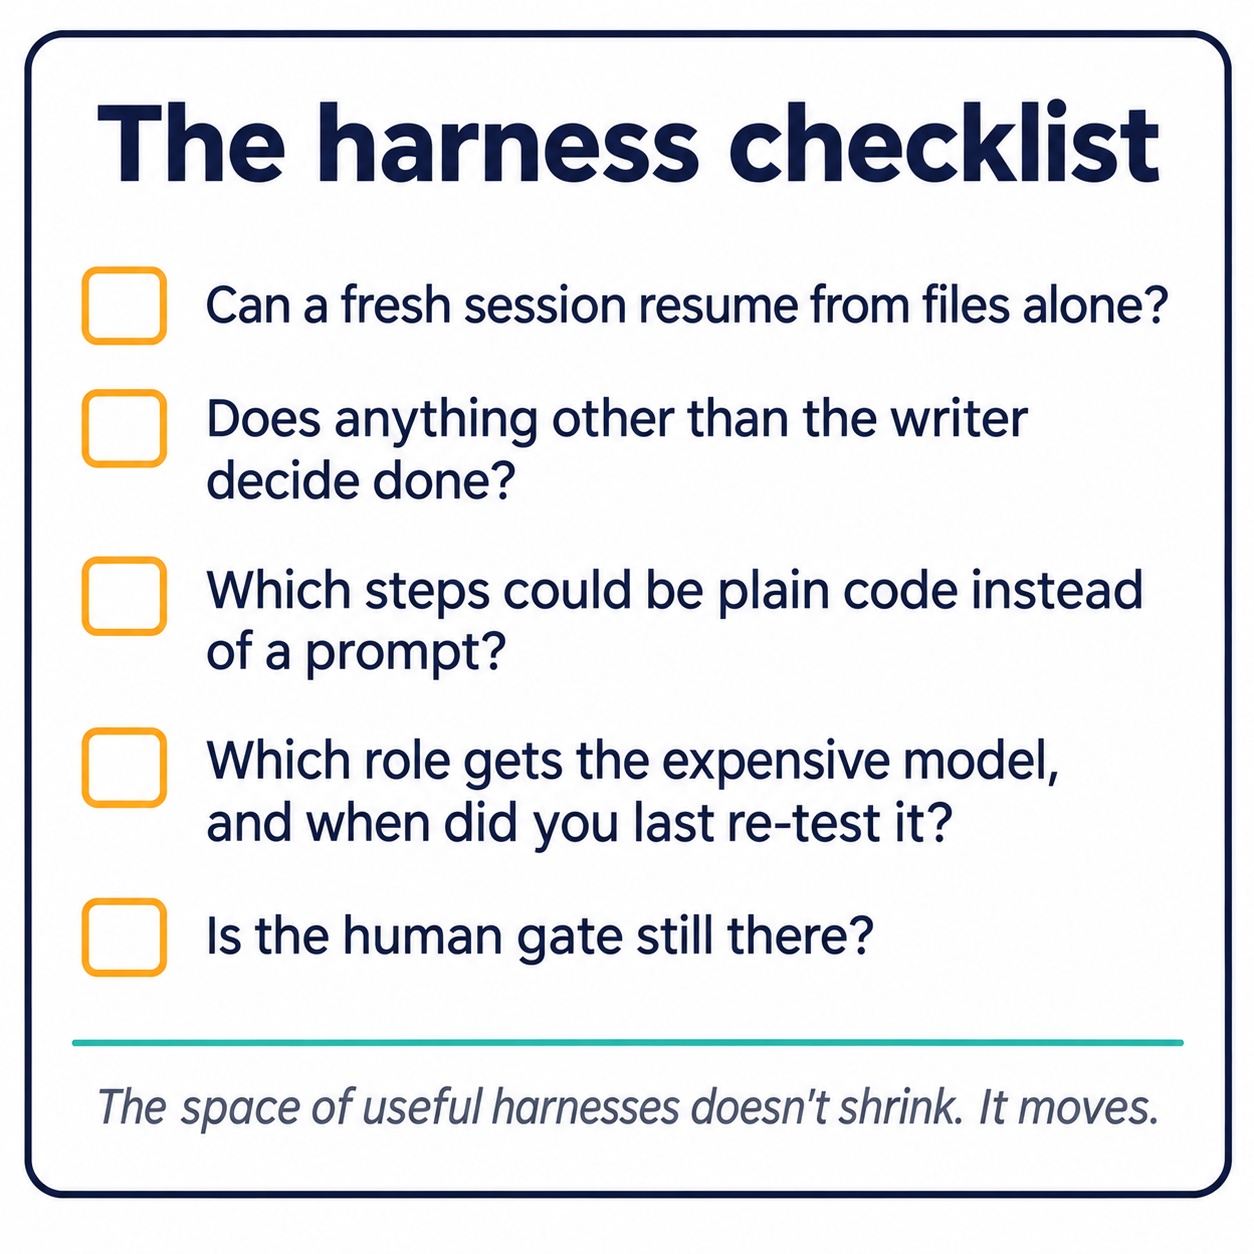 The harness checklist
Can a fresh session resume from files alone?
Does anything other than the writer
decide done?
Which steps could be plain code instead
of a prompt?
Which role gets the expensive model,
and when did you last re-test it?
Is the human gate still there?
The space of useful harnesses doesn't shrink. It moves.